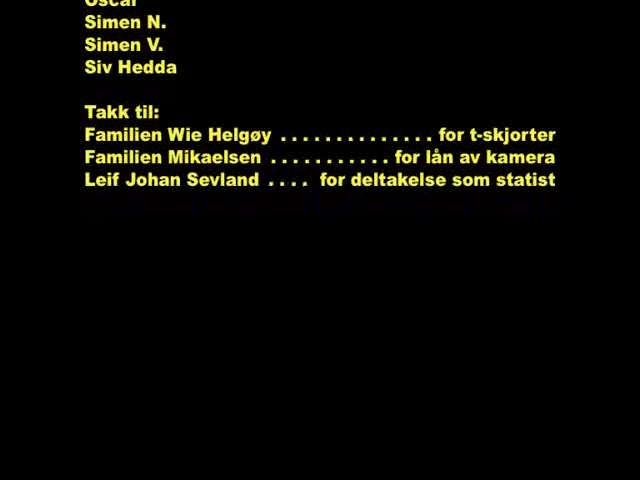 Oscar
Simen N.
Simen V.
Siv Hedda
Takk til:
Familien Wie Helgøy . . . . . . . . . . . . . . for t-skjorter
Familien Mikaelsen . . . . . . . . . . . for lån av kamera
Leif Johan Sevland . . . . for deltakelse som statist